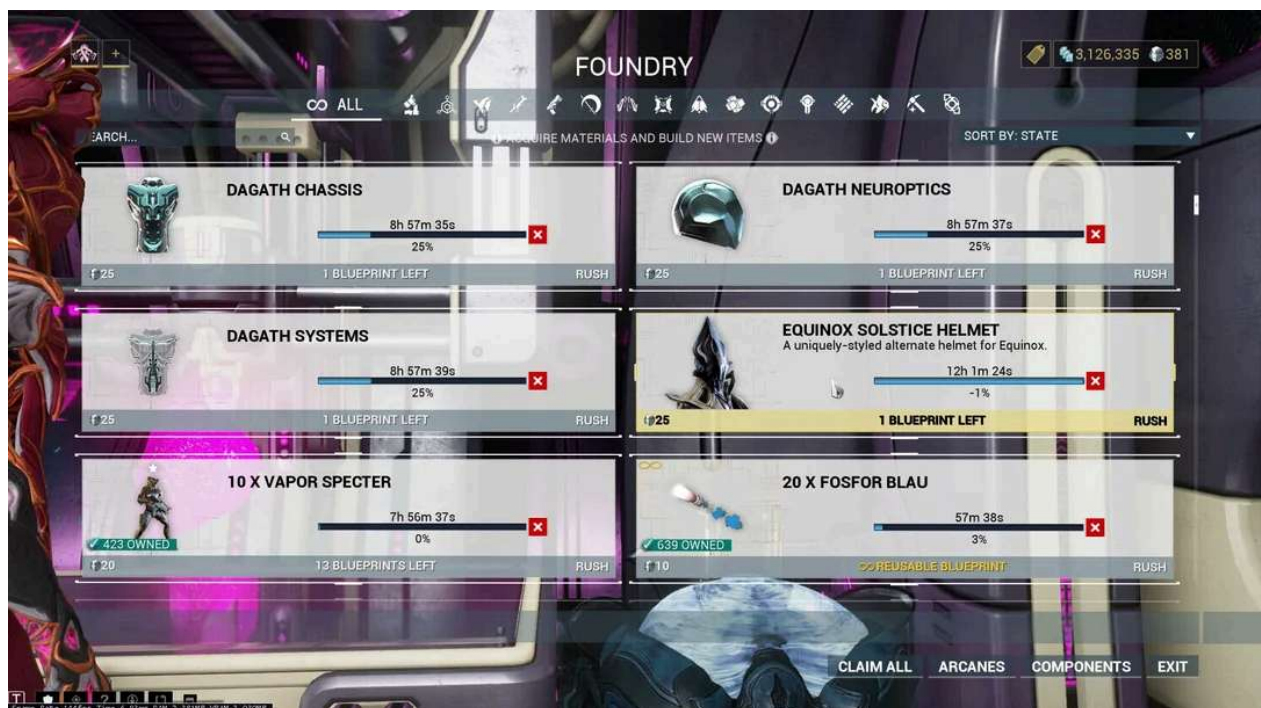 FOUNDRY
3,126,335 381
ALL
EARCH...
ACQUIRE MATERIALS AND BUILD NEW ITEMS
SORT BY: STATE
DAGATH CHASSIS
8h 57m 35s
25%
25 1 BLUEPRINT LEFT RUSH
DAGATH NEUROPTICS
8h 57m 37s
25%
25 1 BLUEPRINT LEFT RUSH
DAGATH SYSTEMS
8h 57m 39s
25%
25 1 BLUEPRINT LEFT RUSH
EQUINOX SOLSTICE HELMET
A uniquely-styled alternate helmet for Equinox.
12h 1m 24s
-1%
25 1 BLUEPRINT LEFT RUSH
10 X VAPOR SPECTER
7h 56m 37s
0%
423 OWNED
20 13 BLUEPRINTS LEFT RUSH
20 X FOSFOR BLAU
57m 38s
3%
639 OWNED
10 REUSABLE BLUEPRINT RUSH
CLAIM ALL ARCANES COMPONENTS EXIT
T